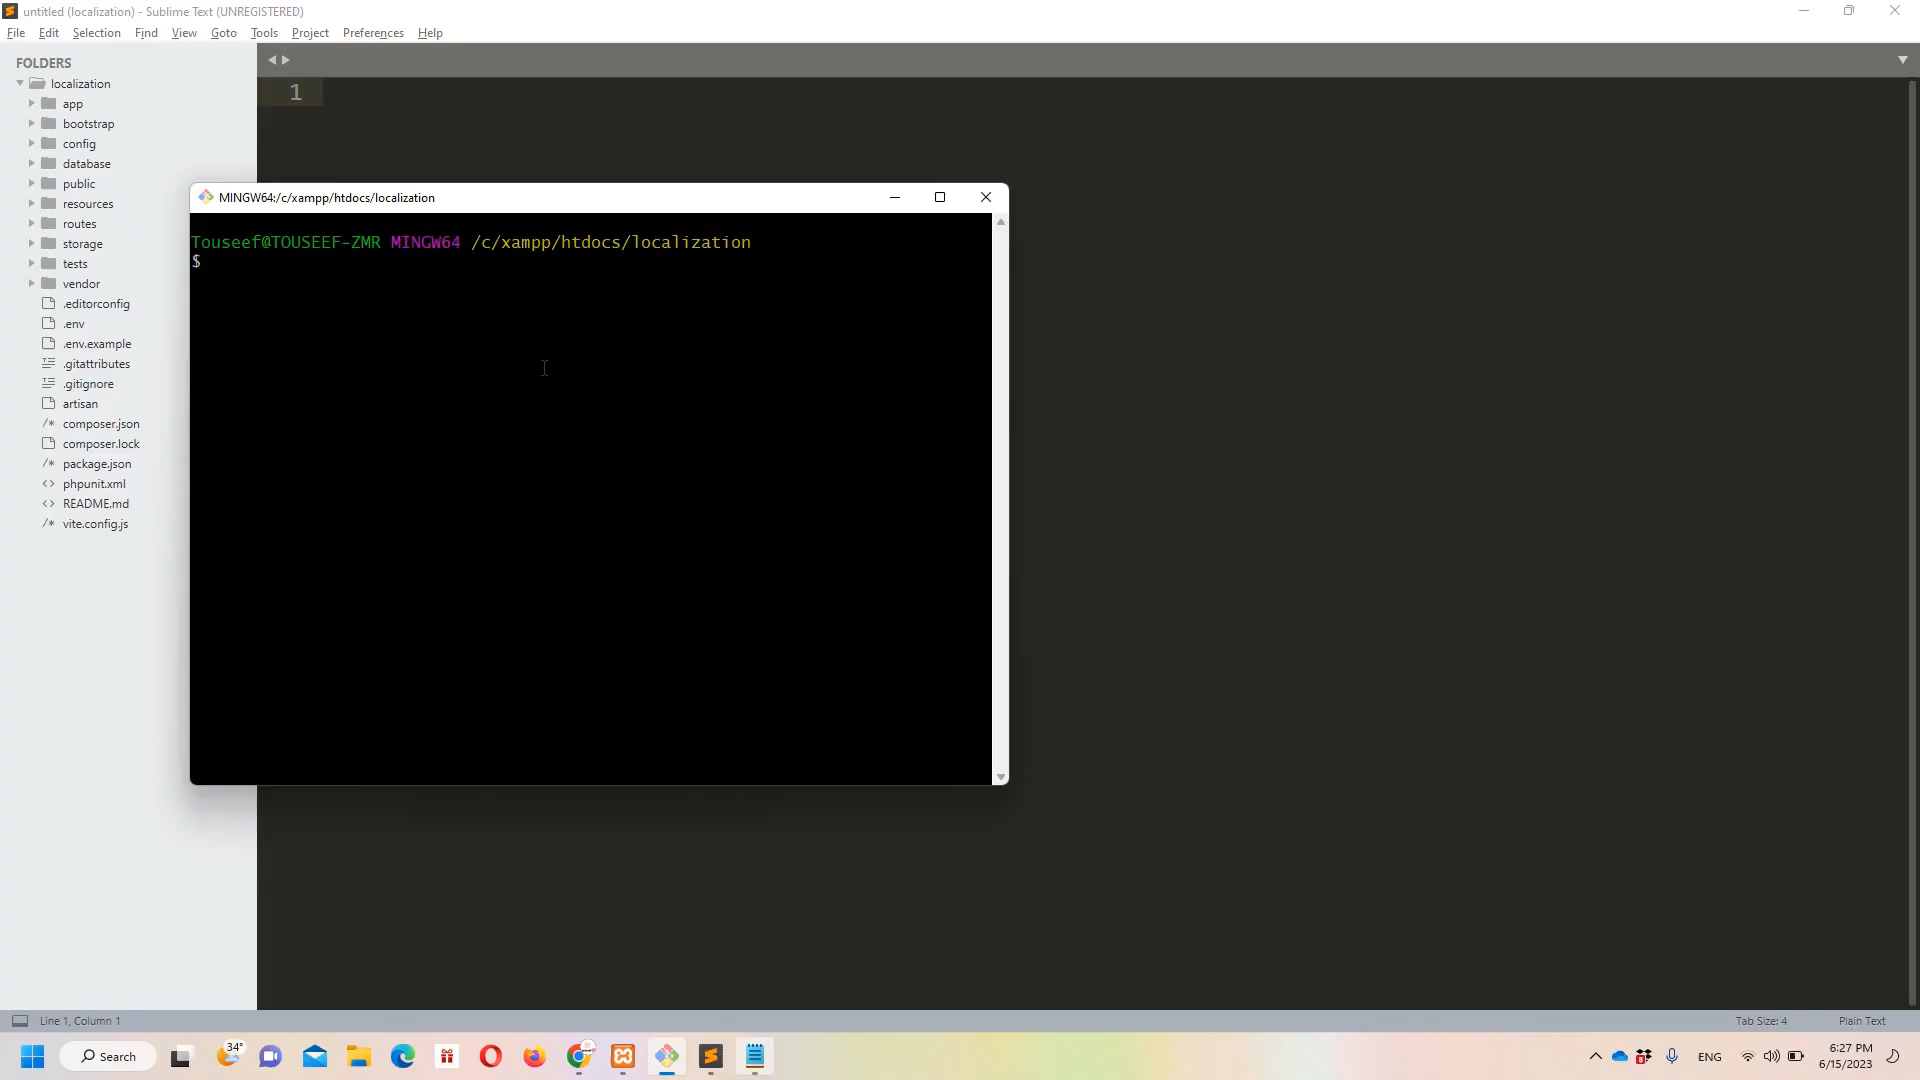 untitled (localization) - Sublime Text (UNREGISTERED)
File Edit Selection Find View Goto Tools Project Preferences Help
FOLDERS
localization
app
bootstrap
config
database
public
resources
routes
storage
tests
vendor
.editorconfig
.env
.env.example
.gitattributes
.gitignore
artisan
composer.json
composer.lock
package.json
phpunit.xml
README.md
vite.config.js
1
MINGW64:/c/xampp/htdocs/localization
Touseef@TOUSEEF-ZMR MINGW64 /c/xampp/htdocs/localization
$
Line 1, Column 1
Tab Size: 4
Plain Text
Search
34°
8
ENG
6:27 PM
6/15/2023